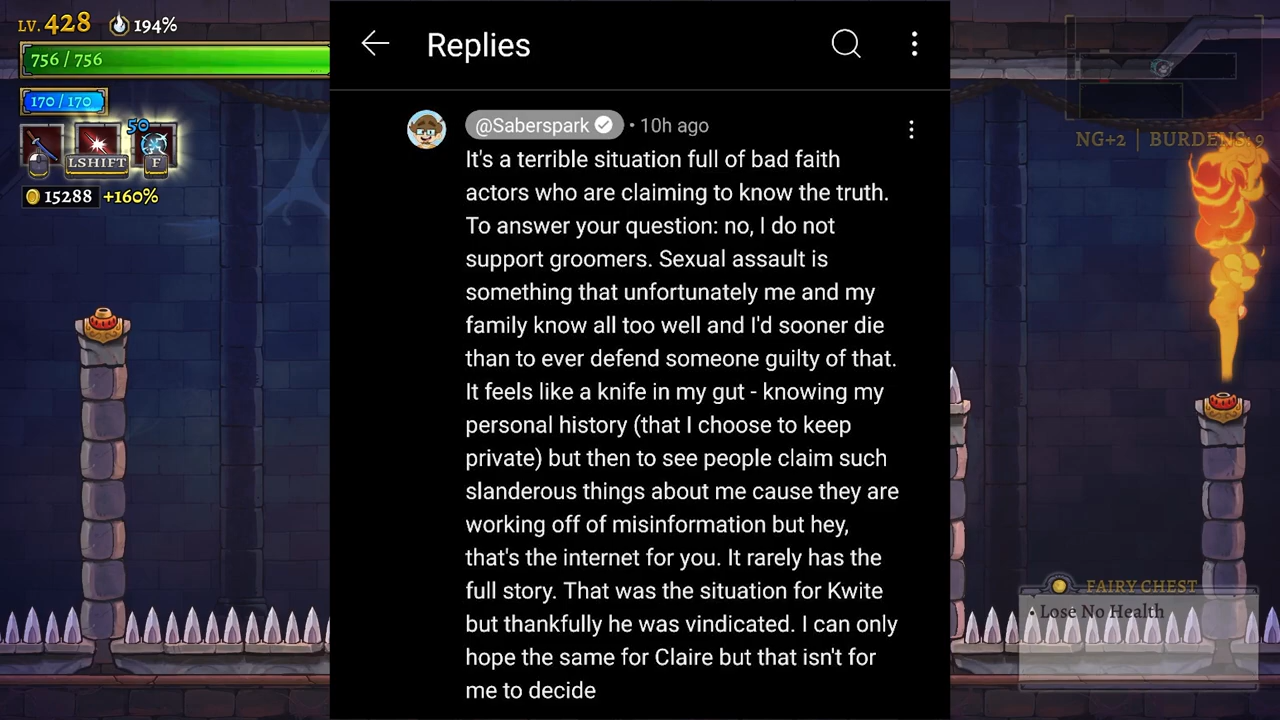 LV. 428 194%
756 / 756
170 / 170
50
LSHIFT F
15288 +160%
Replies
@Saberspark • 10h ago
It's a terrible situation full of bad faith
actors who are claiming to know the truth.
To answer your question: no, I do not
support groomers. Sexual assault is
something that unfortunately me and my
family know all too well and I'd sooner die
than to ever defend someone guilty of that.
It feels like a knife in my gut - knowing my
personal history (that I choose to keep
private) but then to see people claim such
slanderous things about me cause they are
working off of misinformation but hey,
that's the internet for you. It rarely has the
full story. That was the situation for Kwite
but thankfully he was vindicated. I can only
hope the same for Claire but that isn't for
me to decide
NG+2 | BURDENS: 9
FAIRY CHEST
• Lose No Health